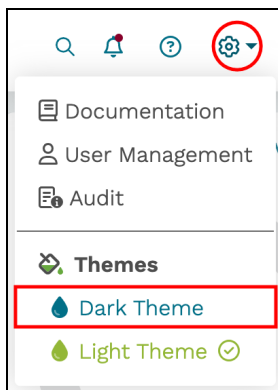 Documentation
User Management
Audit
Themes
Dark Theme
Light Theme